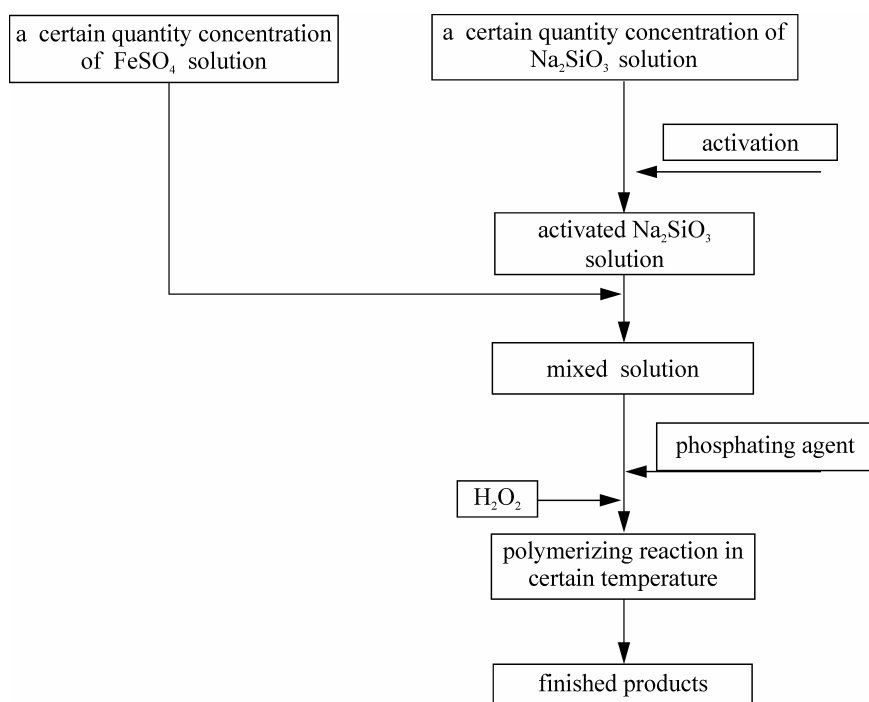 a certain quantity concentration
of FeSO₄ solution
a certain quantity concentration of
Na₂SiO₃ solution
activation
activated Na₂SiO₃
solution
mixed solution
phosphating agent
H₂O₂
polymerizing reaction in
certain temperature
finished products